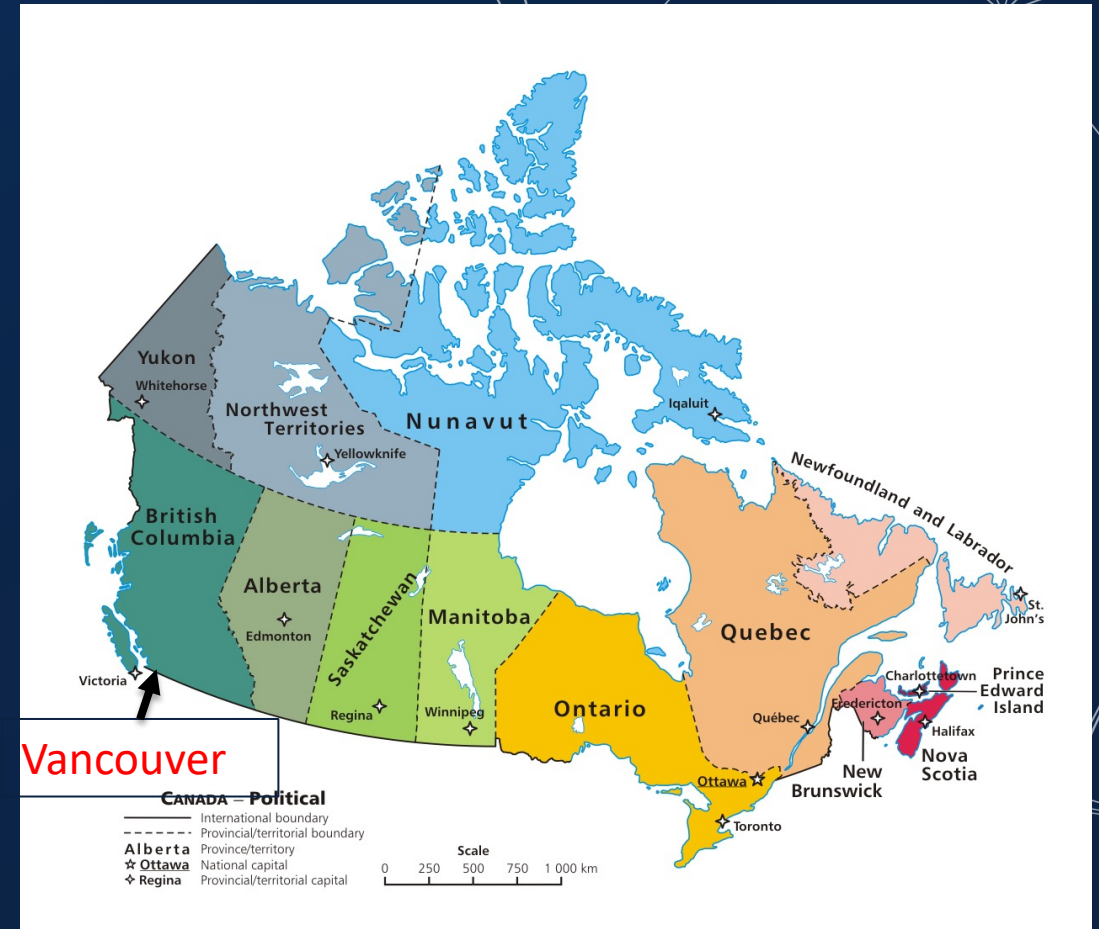 Yukon
Whitehorse
Northwest
Territories
Yellowknife
Nunavut
Iqaluit
British
Columbia
Alberta
Edmonton
Saskatchewan
Regina
Manitoba
Winnipeg
Ontario
Quebec
Newfoundland and Labrador
St.
John's
Victoria
Vancouver
Québec
Ottawa
Toronto
Charlottetown
Prince
Edward
Island
Fredericton
Halifax
Nova
Scotia
New
Brunswick
CANADA – Political
International boundary
Provincial/territorial boundary
Alberta Province/territory
Ottawa National capital
Regina Provincial/territorial capital
Scale
0 250 500 750 1 000 km